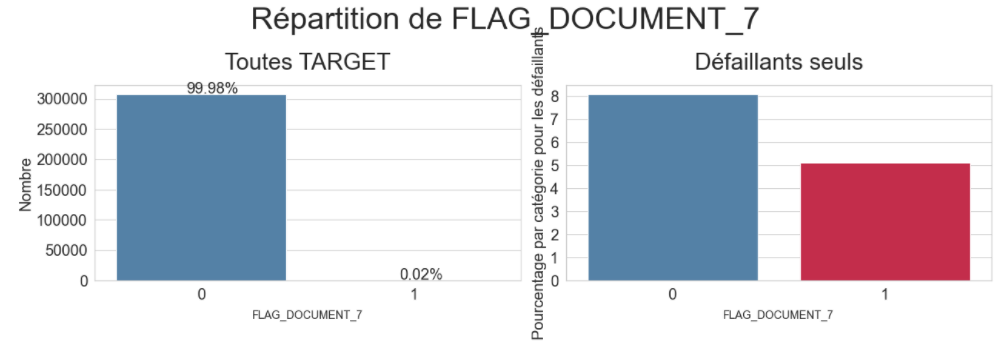 Répartition de FLAG_DOCUMENT_7
Toutes TARGET
Nombre
300000
250000
200000
150000
100000
50000
0
99.98%
0.02%
0 1
FLAG_DOCUMENT_7
Défaillants seuls
Pourcentage par catégorie pour les défaillants
8
7
6
5
4
3
2
1
0
0 1
FLAG_DOCUMENT_7